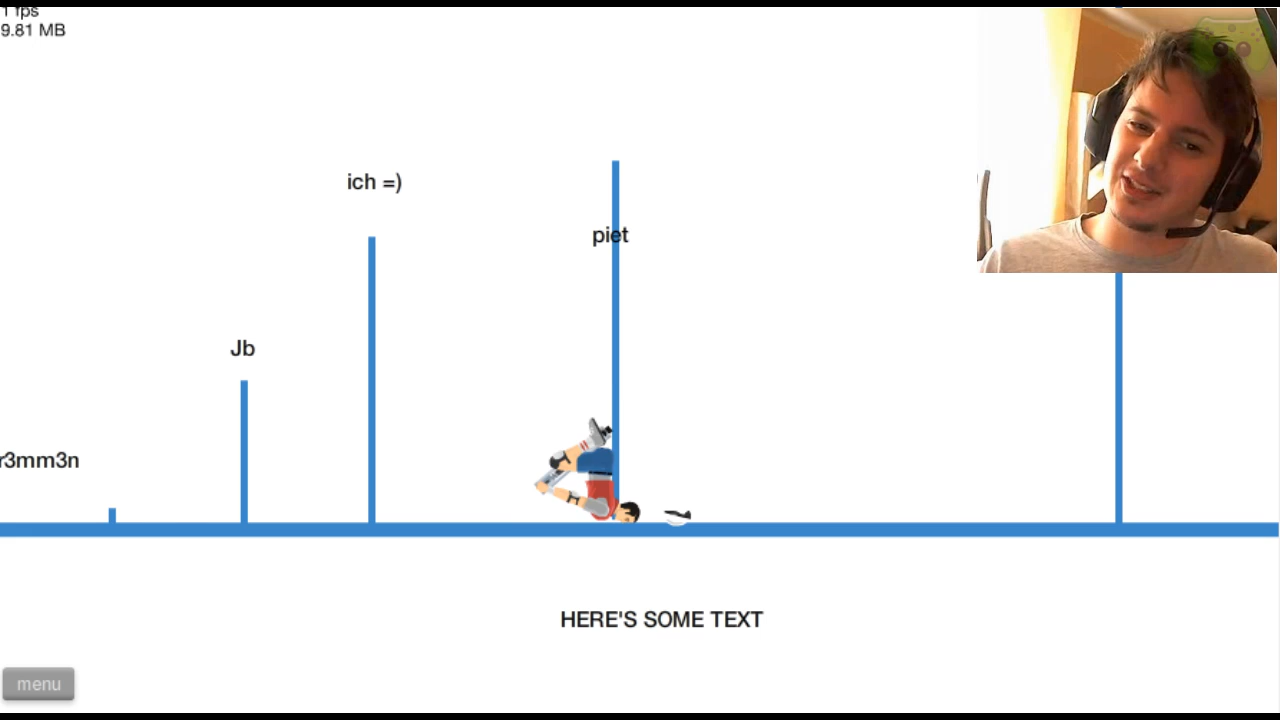 1 fps
9.81 MB
ich =)
piet
Jb
r3mm3n
HERE'S SOME TEXT
menu